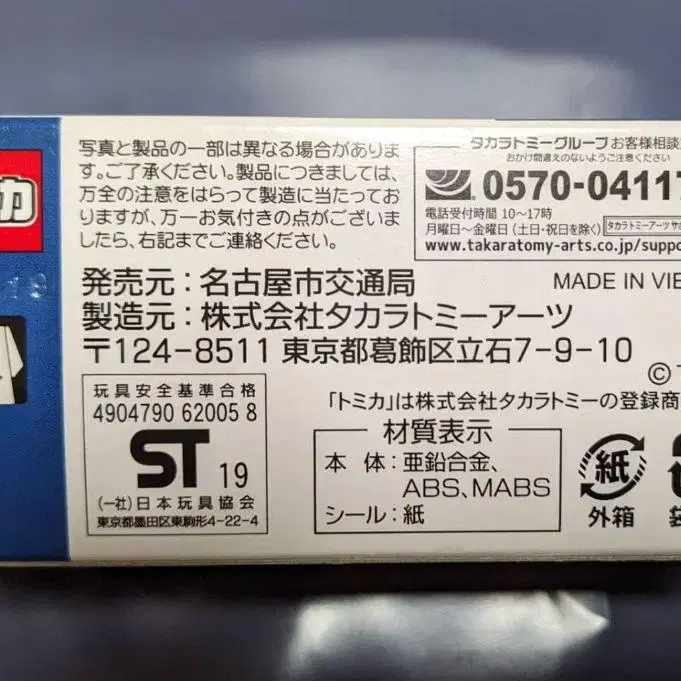 カ
写真と製品の一部は異なる場合がありま
す。ご了承ください。製品につきましては、
万全の注意をはらって製造に当たってお
りますが、万一お気付きの点がございま
したら、右記までご連絡ください。
タカラトミーグループお客様相談
おかけ間違えのないようご注意ください
0570-04117
電話受付時間 10〜17時
月曜日〜金曜日(土・祝日を除く) タカラトミーアーツ サポ
www.takaratomy-arts.co.jp/suppo
発売元:名古屋市交通局
MADE IN VIE
製造元:株式会社タカラトミーアーツ
〒124-8511 東京都葛飾区立石7-9-10
© T
「トミカ」は株式会社タカラトミーの登録商
玩具安全基準合格
4904790 62005 8
ST 19
(一社)日本玩具協会
東京都墨田区東駒形4-22-4
材質表示
本体:亜鉛合金、
ABS、MABS
シール:紙
紙
外箱
袋